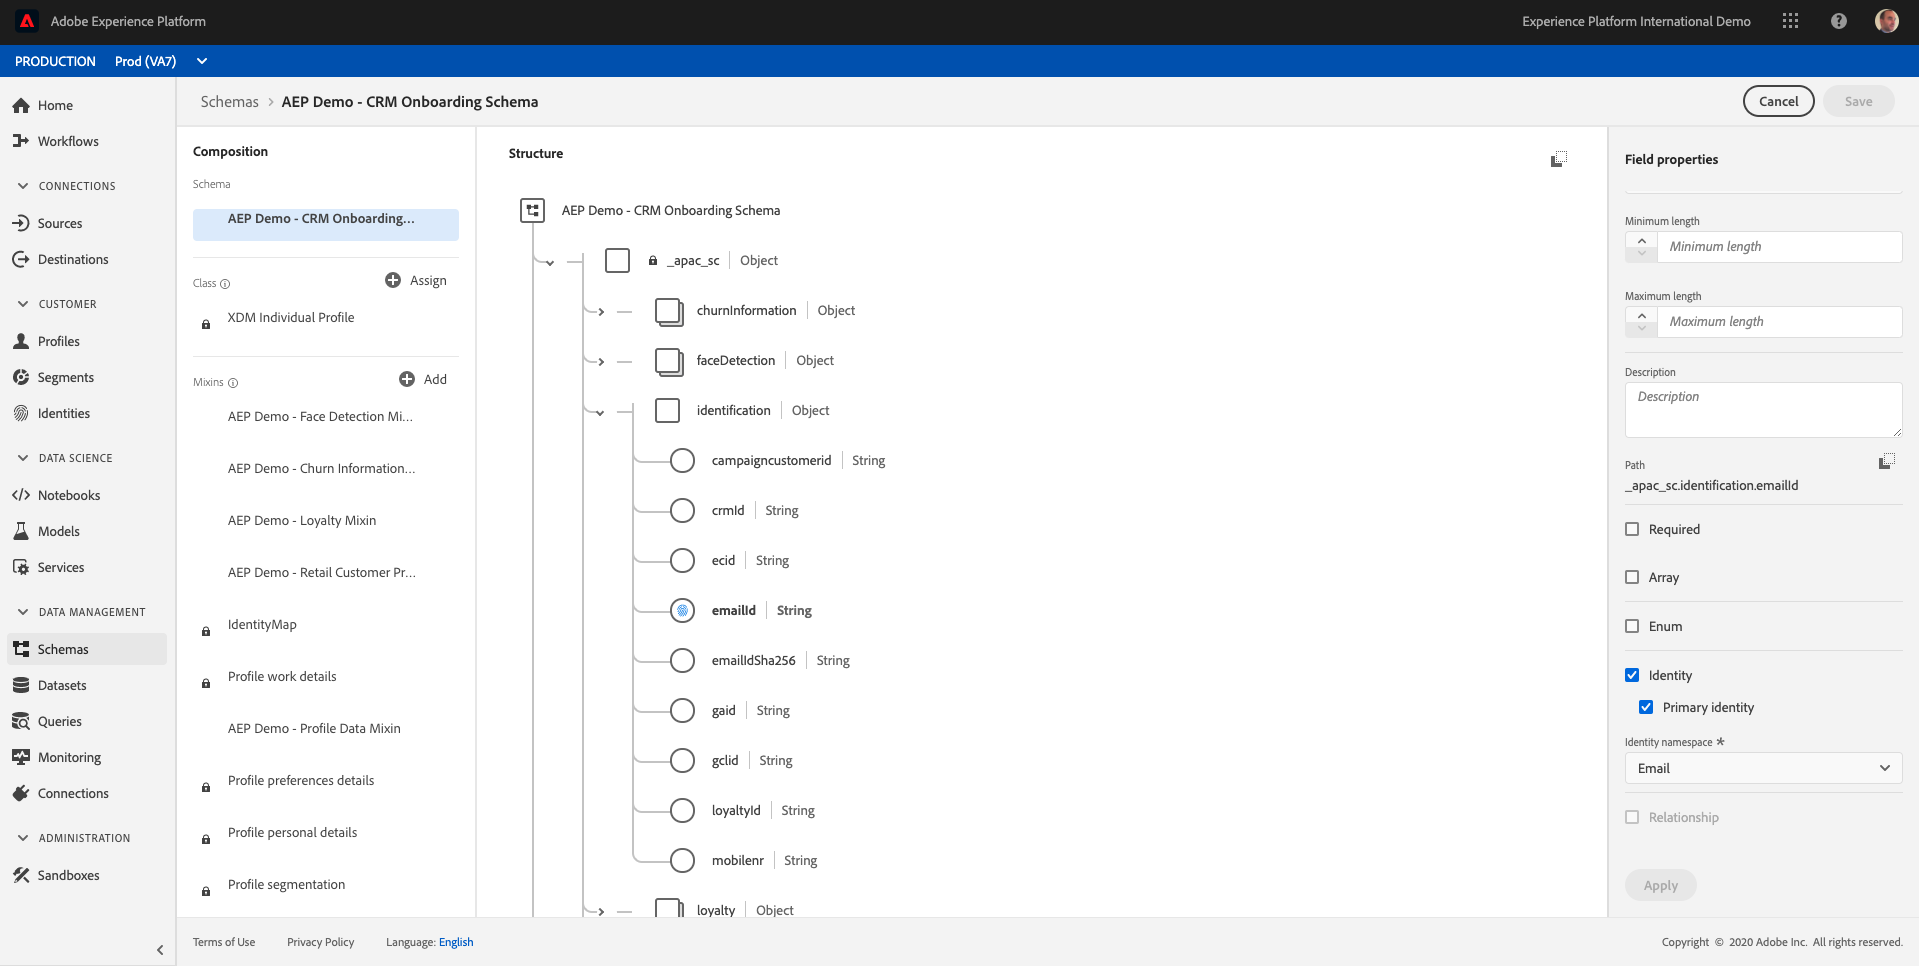 Adobe Experience Platform
Experience Platform International Demo
PRODUCTION Prod (VA7)
Home
Workflows
CONNECTIONS
Sources
Destinations
CUSTOMER
Profiles
Segments
Identities
DATA SCIENCE
Notebooks
Models
Services
DATA MANAGEMENT
Schemas
Datasets
Queries
Monitoring
Connections
ADMINISTRATION
Sandboxes
Schemas > AEP Demo - CRM Onboarding Schema
Cancel
Save
Composition
Schema
AEP Demo - CRM Onboarding...
Class
Assign
XDM Individual Profile
Mixins
Add
AEP Demo - Face Detection Mi...
AEP Demo - Churn Information...
AEP Demo - Loyalty Mixin
AEP Demo - Retail Customer Pr...
IdentityMap
Profile work details
AEP Demo - Profile Data Mixin
Profile preferences details
Profile personal details
Profile segmentation
Structure
AEP Demo - CRM Onboarding Schema
_apac_sc | Object
churnInformation | Object
faceDetection | Object
identification | Object
campaigncustomerid | String
crmId | String
ecid | String
emailId | String
emailIdSha256 | String
gaid | String
gclid | String
loyaltyId | String
mobilenr | String
loyalty | Object
Field properties
Minimum length
Minimum length
Maximum length
Maximum length
Description
Description
Path
_apac_sc.identification.emailId
Required
Array
Enum
Identity
Primary identity
Identity namespace *
Email
Relationship
Apply
Terms of Use
Privacy Policy
Language: English
Copyright © 2020 Adobe Inc. All rights reserved.